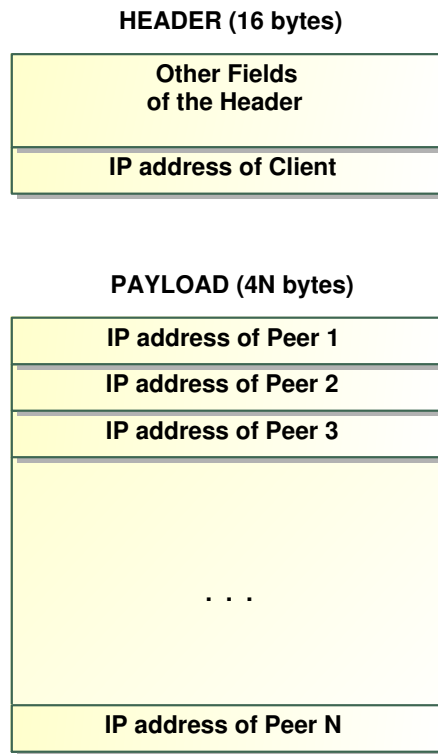 HEADER (16 bytes)
Other Fields
of the Header
IP address of Client
PAYLOAD (4N bytes)
IP address of Peer 1
IP address of Peer 2
IP address of Peer 3
. . .
IP address of Peer N